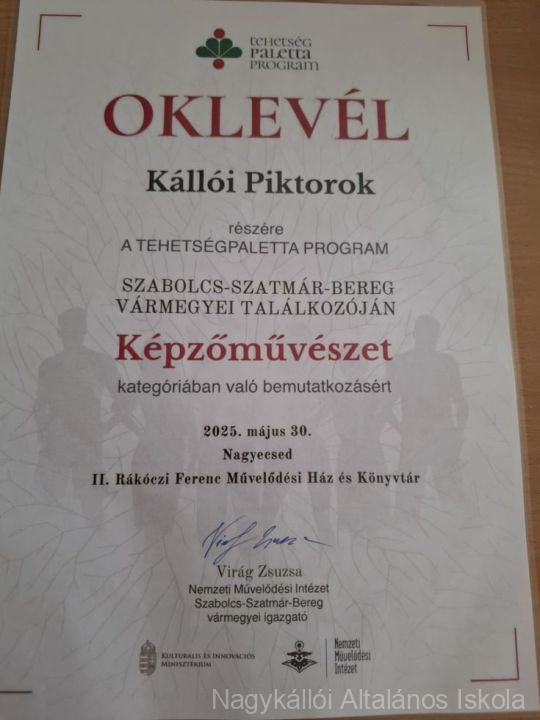 tehetség
PaLetta
PROGRAM
OKLEVÉL
Kállói Piktorok
részére
A TEHETSÉGPALETTA PROGRAM
SZABOLCS-SZATMÁR-BEREG
VÁRMEGYEI TALÁLKOZÓJÁN
Képzőművészet
kategóriában való bemutatkozásért
2025. május 30.
Nagyecsed
II. Rákóczi Ferenc Művelődési Ház és Könyvtár
Virág Zsuzsa
Nemzeti Művelődési Intézet
Szabolcs-Szatmár-Bereg
vármegyei igazgató
Kulturális és Innovációs
Minisztérium
Nemzeti
Művelődési
Intézet
Nagykállói Általános Iskola